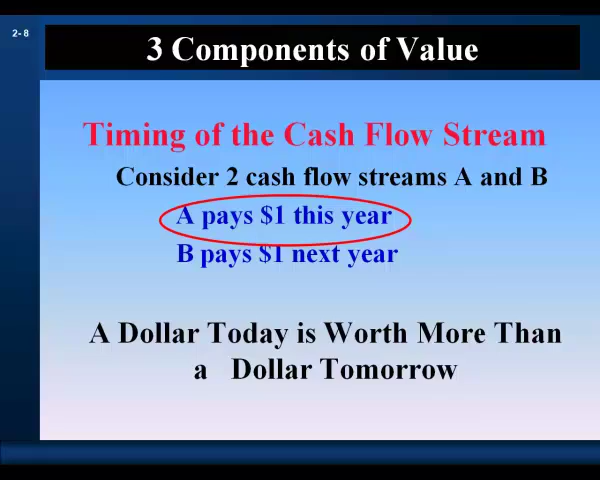 2- 8
3 Components of Value
Timing of the Cash Flow Stream
Consider 2 cash flow streams A and B
A pays $1 this year
B pays $1 next year
A Dollar Today is Worth More Than
a Dollar Tomorrow